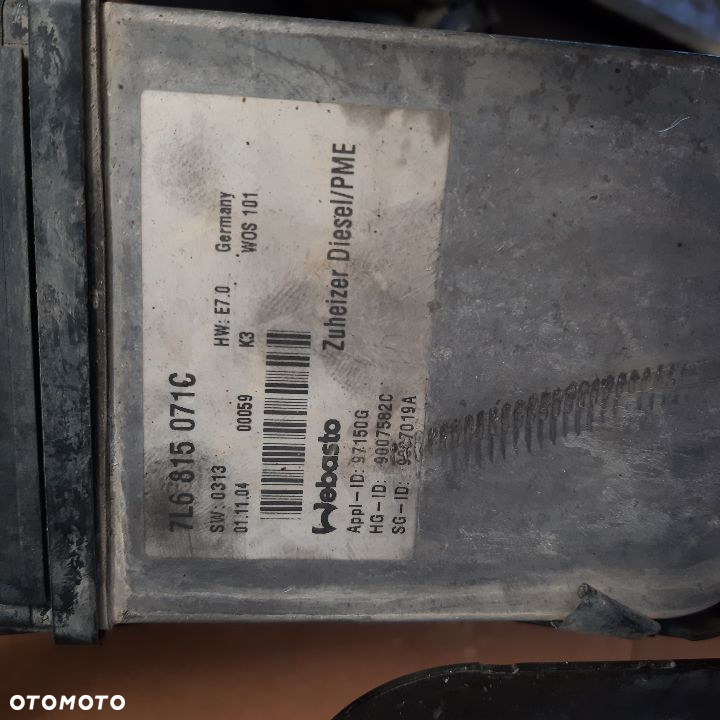 7L6 815 071C
SW: 0313 HW: E7.0 Germany
01.11.04 00059 K3 WOS 101
Webasto Zuheizer Diesel/PME
Appl-ID: 97150G
HG-ID: 9007582C
SG-ID: 9007019A
OTOMOTO